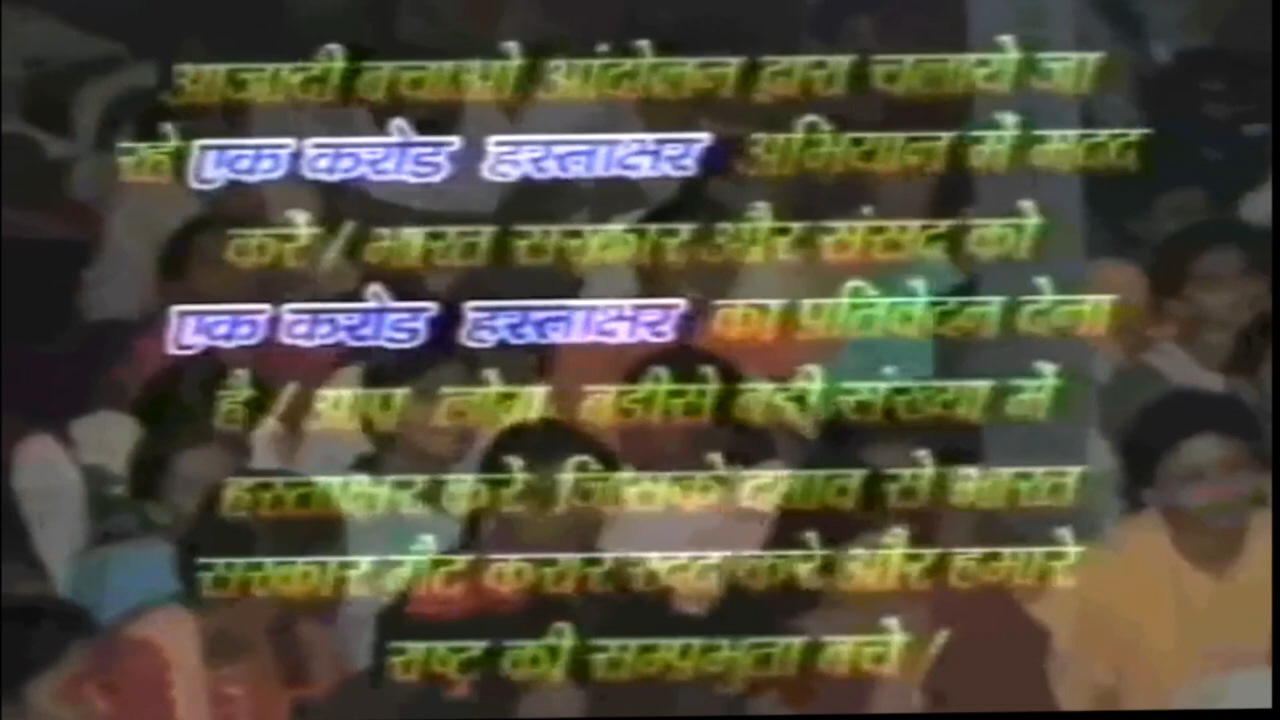 आजादी बचाओ आंदोलन द्वारा चलाये जा
रहे एक करोड हस्ताक्षर अभियान में मदद
करे / भारत सरकार और संसद को
एक करोड हस्ताक्षर का प्रतिवेदन देना
है / आप लोग बडीसे बडी संख्या में
हस्ताक्षर करे जिसके दबाव से भारत
सरकार गॅट करार रद्द करे और हमारे
राष्ट्र की सम्प्रभुता बचे /